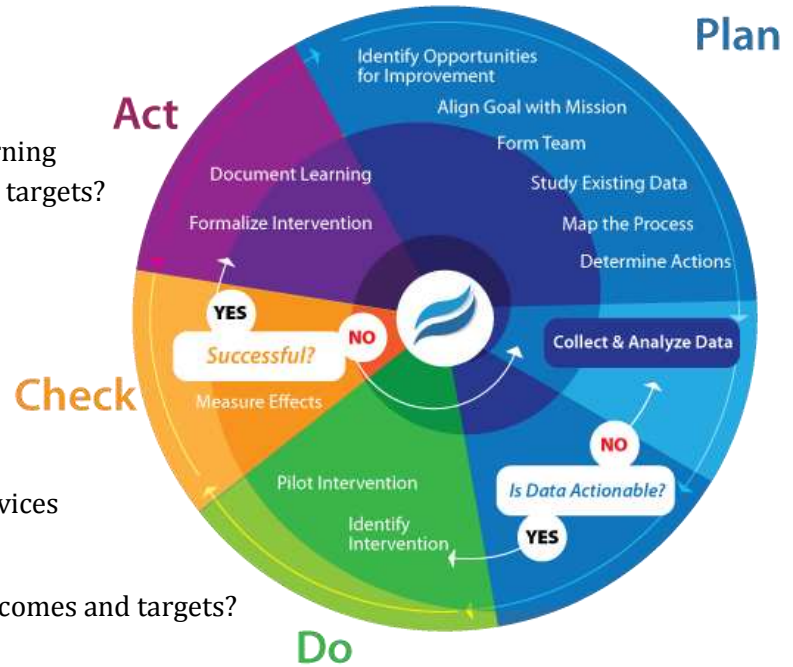 Plan
Identify Opportunities
for Improvement
Align Goal with Mission
Form Team
Study Existing Data
Map the Process
Determine Actions
Collect & Analyze Data
NO
Is Data Actionable?
YES
Do
Identify
Intervention
Pilot Intervention
Check
Measure Effects
Successful?
NO
YES
Act
Formalize Intervention
Document Learning
targets?
comes and targets?